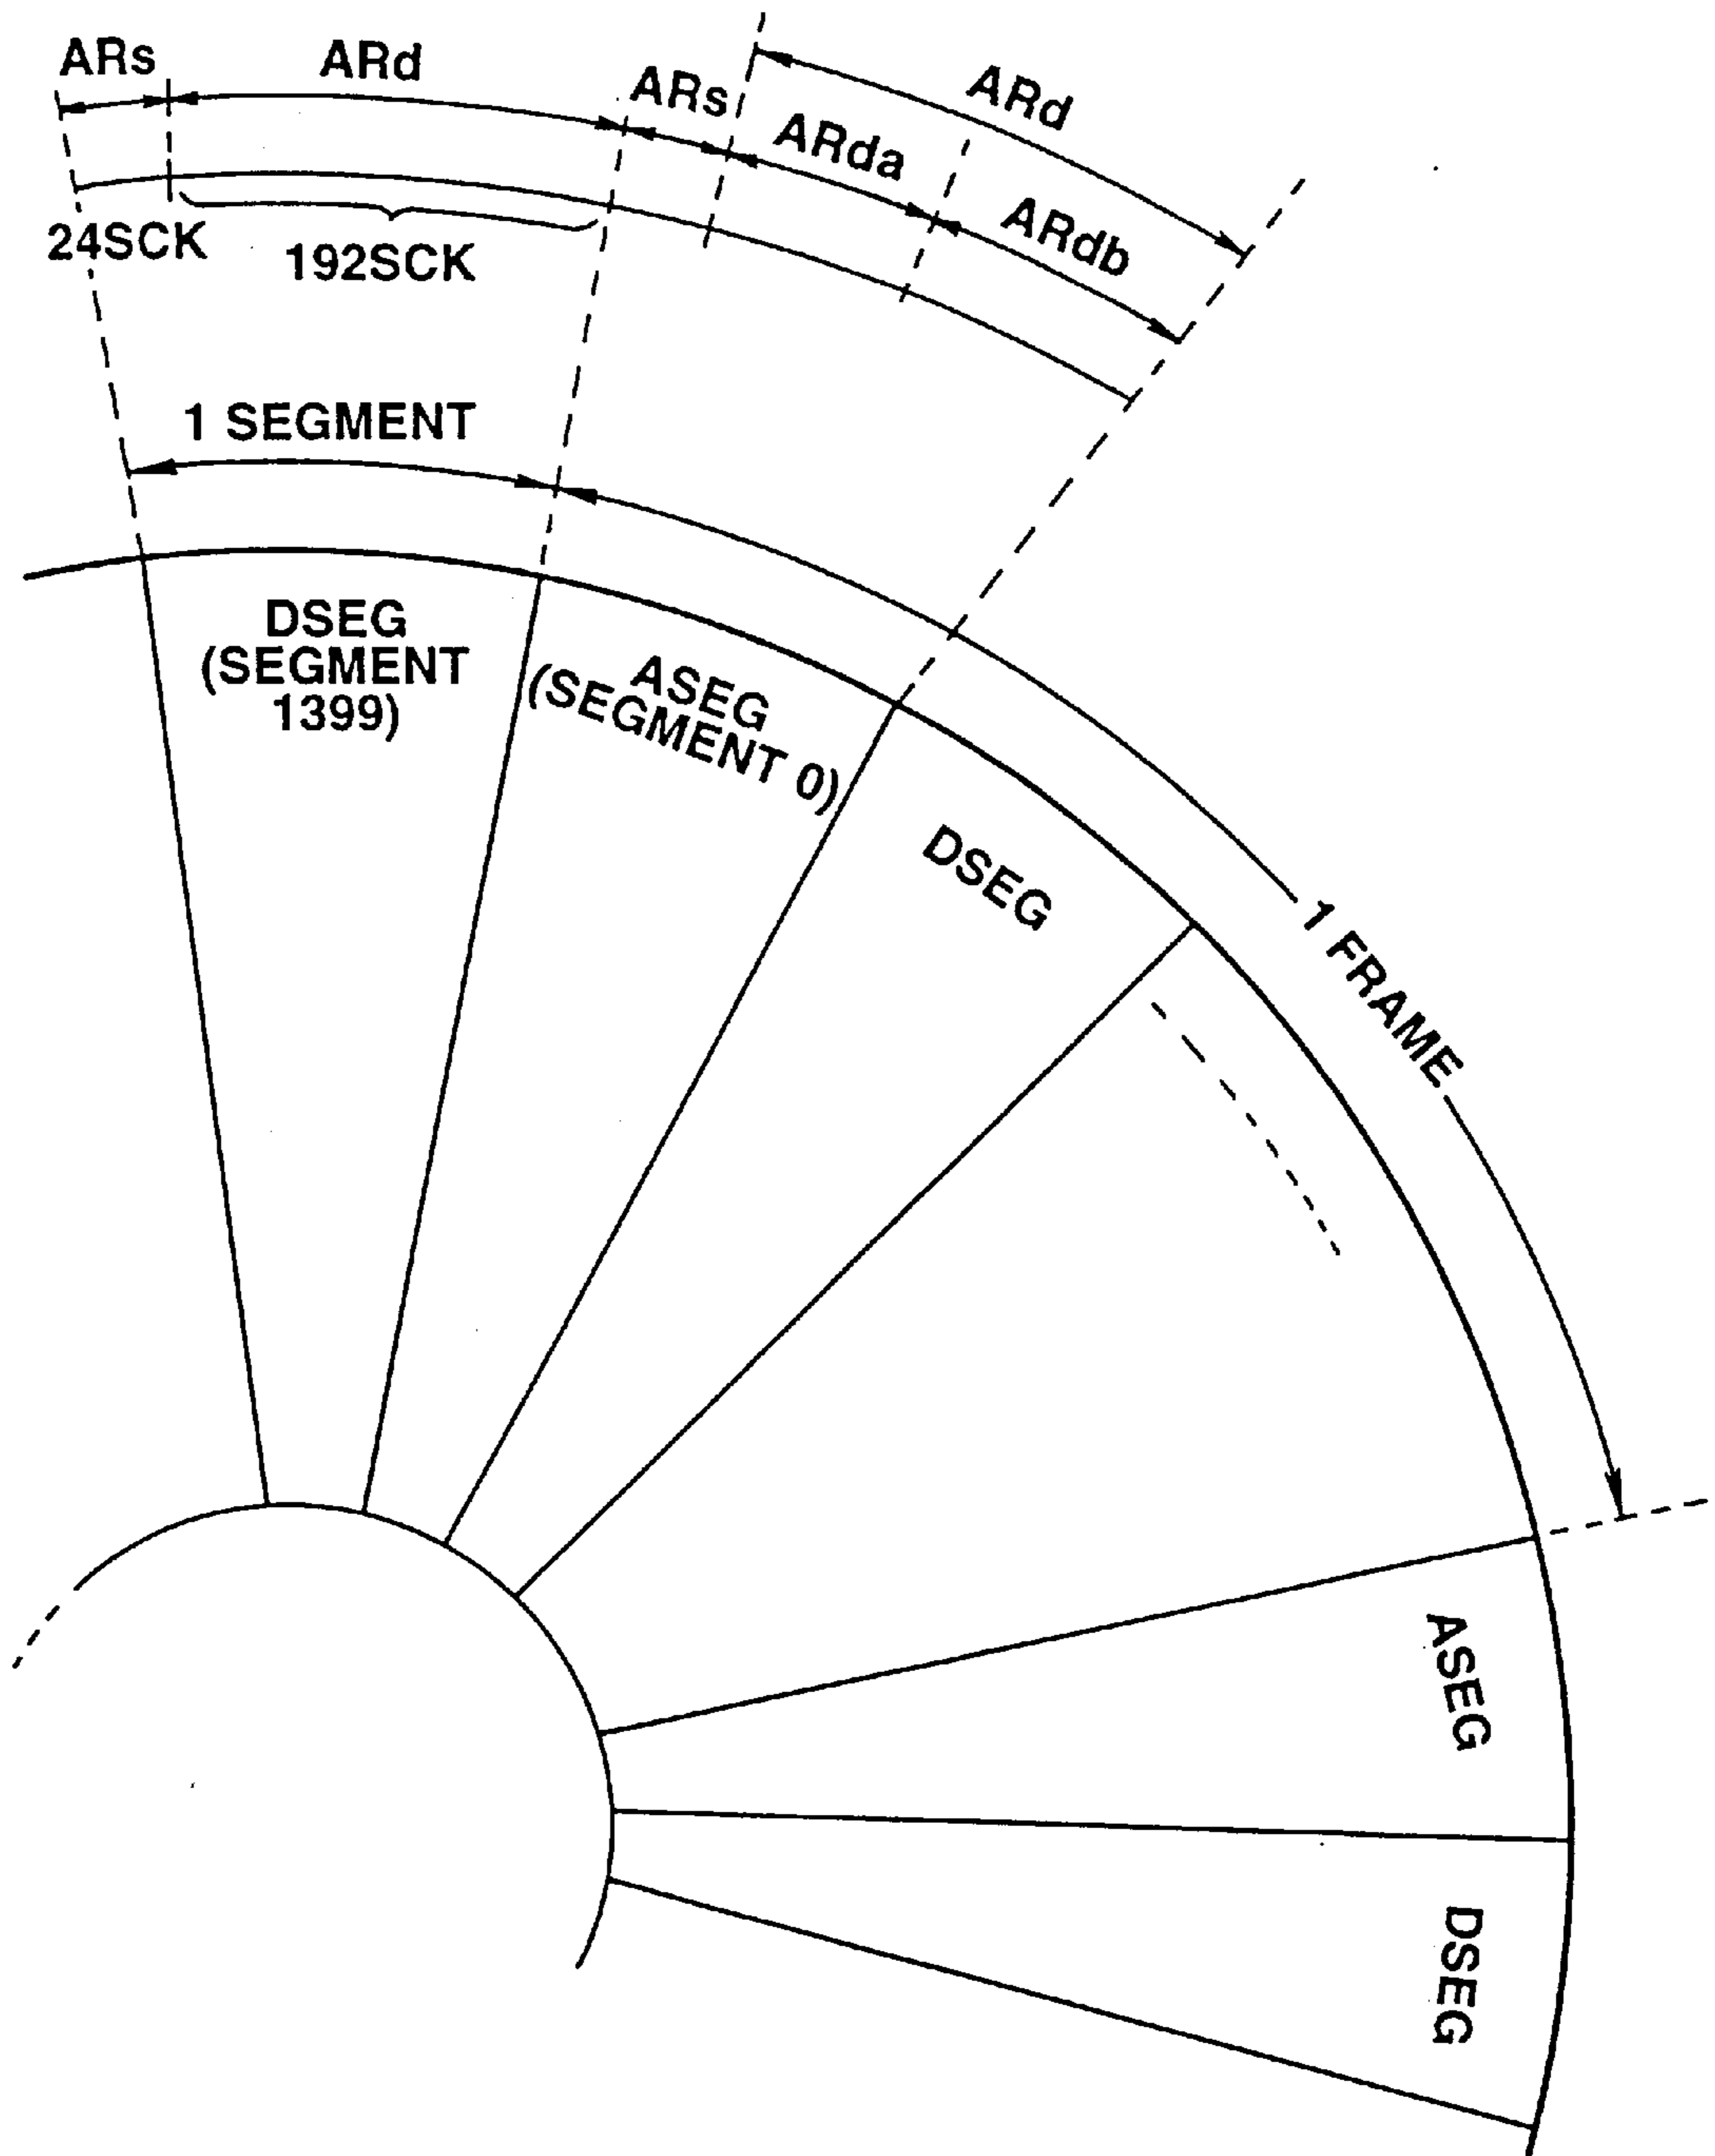 ARs
ARd
ARs
ARd
ARda
ARdb
24SCK
192SCK
1 SEGMENT
DSEG
(SEGMENT
1399)
ASEG
(SEGMENT 0)
DSEG
1 FRAME
ASEG
DSEG